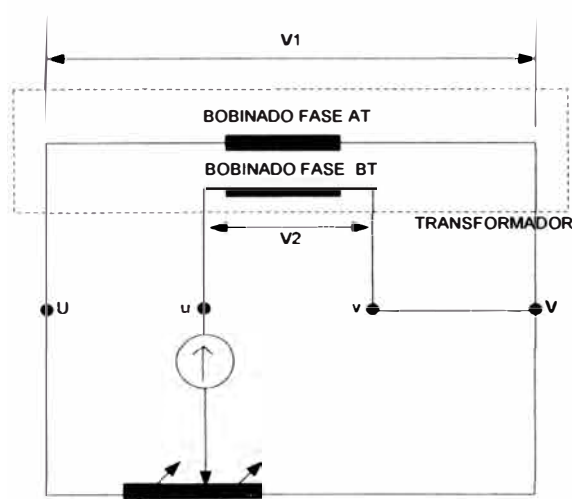 V1
BOBINADO FASE AT
BOBINADO FASE BT
V2
TRANSFORMADOR
U u v V